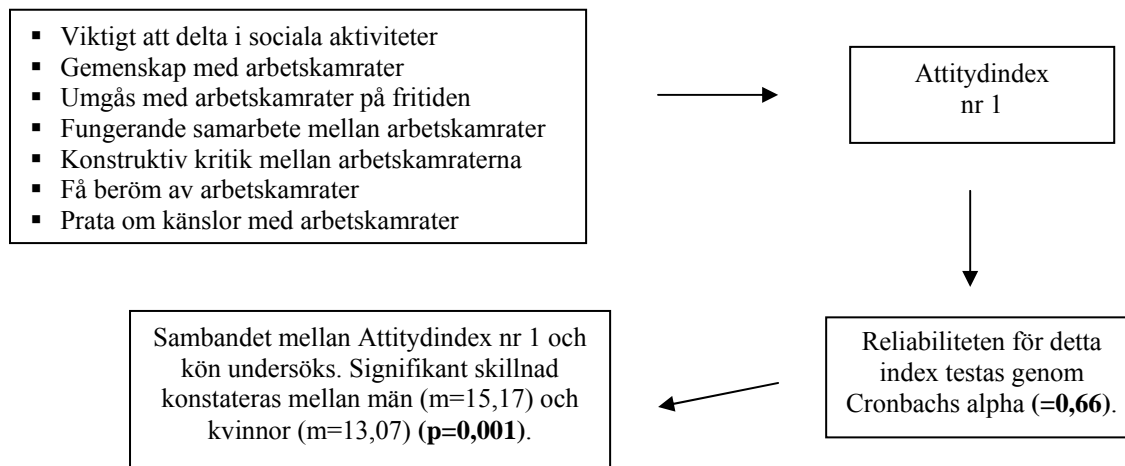 ▪ Viktigt att delta i sociala aktiviteter
▪ Gemenskap med arbetskamrater
▪ Umgås med arbetskamrater på fritiden
▪ Fungerande samarbete mellan arbetskamrater
▪ Konstruktiv kritik mellan arbetskamraterna
▪ Få beröm av arbetskamrater
▪ Prata om känslor med arbetskamrater
Attitydindex
nr 1
Reliabiliteten för detta
index testas genom
Cronbachs alpha (=0,66).
Sambandet mellan Attitydindex nr 1 och
kön undersöks. Signifikant skillnad
konstateras mellan män (m=15,17) och
kvinnor (m=13,07) (p=0,001).